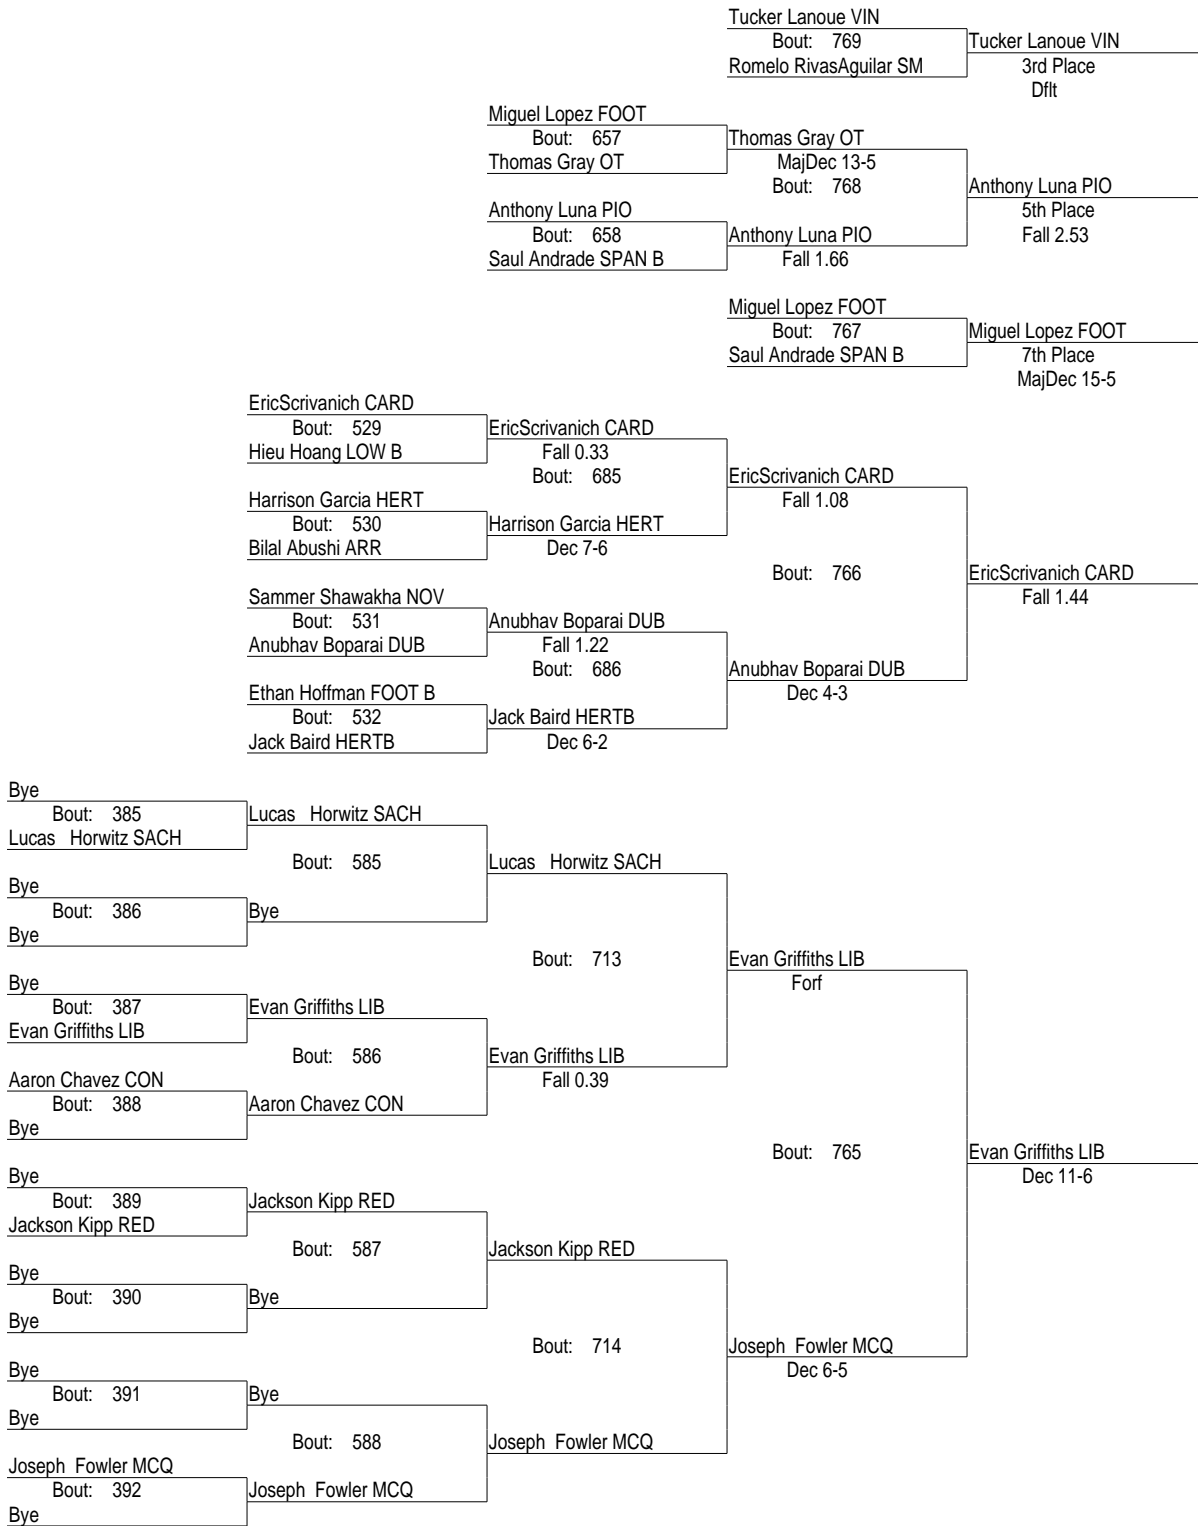 Tucker Lanoue VIN
Bout: 769
Tucker Lanoue VIN
Romelo RivasAguilar SM
3rd Place
Dflt
Miguel Lopez FOOT
Bout: 657
Thomas Gray OT
Thomas Gray OT
MajDec 13-5
Bout: 768
Anthony Luna PIO
Anthony Luna PIO
5th Place
Bout: 658
Anthony Luna PIO
Fall 2.53
Saul Andrade SPAN B
Fall 1.66
Miguel Lopez FOOT
Bout: 767
Miguel Lopez FOOT
Saul Andrade SPAN B
7th Place
MajDec 15-5
EricScrivanich CARD
Bout: 529
EricScrivanich CARD
Hieu Hoang LOW B
Fall 0.33
Bout: 685
EricScrivanich CARD
Harrison Garcia HERT
Fall 1.08
Bout: 530
Harrison Garcia HERT
Bilal Abushi ARR
Dec 7-6
Bout: 766
EricScrivanich CARD
Sammer Shawakha NOV
Fall 1.44
Bout: 531
Anubhav Boparai DUB
Anubhav Boparai DUB
Fall 1.22
Bout: 686
Anubhav Boparai DUB
Ethan Hoffman FOOT B
Dec 4-3
Bout: 532
Jack Baird HERTB
Jack Baird HERTB
Dec 6-2
Bye
Bout: 385
Lucas Horwitz SACH
Lucas Horwitz SACH
Bout: 585
Lucas Horwitz SACH
Bye
Bout: 386
Bye
Bye
Bout: 713
Evan Griffiths LIB
Bye
Forf
Bout: 387
Evan Griffiths LIB
Evan Griffiths LIB
Bout: 586
Evan Griffiths LIB
Aaron Chavez CON
Fall 0.39
Bout: 388
Aaron Chavez CON
Bye
Bout: 765
Evan Griffiths LIB
Bye
Dec 11-6
Bout: 389
Jackson Kipp RED
Jackson Kipp RED
Bout: 587
Jackson Kipp RED
Bye
Bout: 390
Bye
Bye
Bout: 714
Joseph Fowler MCQ
Bye
Dec 6-5
Bout: 391
Bye
Bye
Bout: 588
Joseph Fowler MCQ
Joseph Fowler MCQ
Bout: 392
Joseph Fowler MCQ
Bye